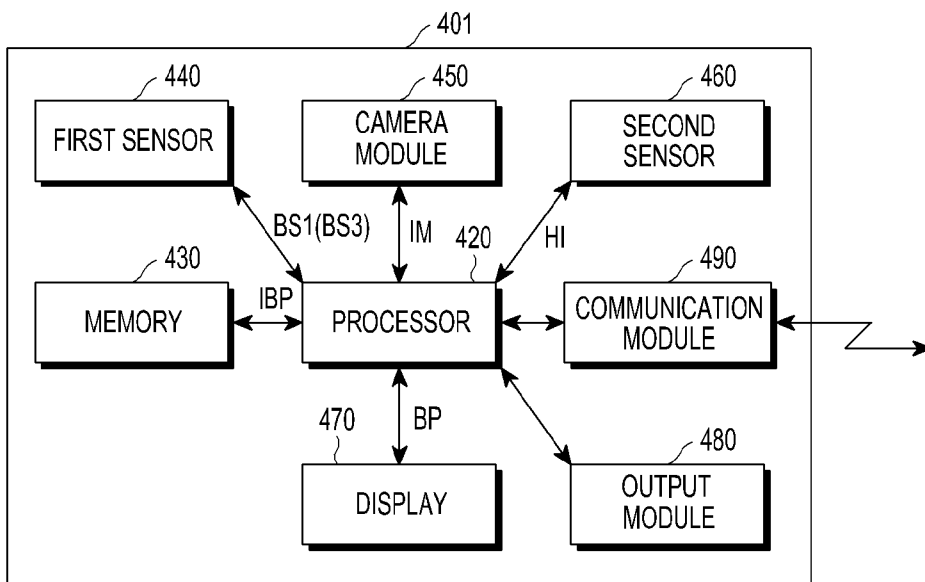 401
440
450
460
FIRST SENSOR
CAMERA
MODULE
SECOND
SENSOR
BS1(BS3)
IM
HI
430
420
490
IBP
MEMORY
PROCESSOR
COMMUNICATION
MODULE
470
BP
480
DISPLAY
OUTPUT
MODULE